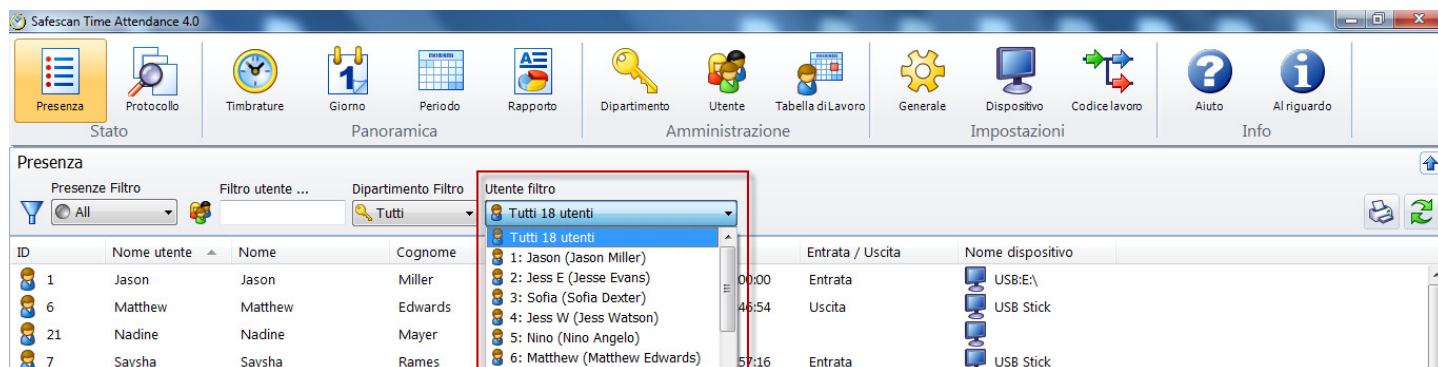 Safescan Time Attendance 4.0
Presenza Protocollo Timbrature Giorno Periodo Rapporto Dipartimento Utente Tabella di Lavoro Generale Dispositivo Codice lavoro Aiuto Al riguardo
Stato Panoramica Amministrazione Impostazioni Info
Presenza
Presenze Filtro Filtro utente ... Dipartimento Filtro Utente filtro
All Tutti Tutti 18 utenti
ID Nome utente Nome Cognome Tutti 18 utenti Entrata / Uscita Nome dispositivo
1: Jason (Jason Miller)
1 Jason Jason Miller 2: Jess E (Jesse Evans) 00:00 Entrata USB:E:\
3: Sofia (Sofia Dexter)
6 Matthew Matthew Edwards 4: Jess W (Jess Watson) 46:54 Uscita USB Stick
21 Nadine Nadine Mayer 5: Nino (Nino Angelo)
7 Saysha Saysha Rames 6: Matthew (Matthew Edwards) 57:16 Entrata USB Stick